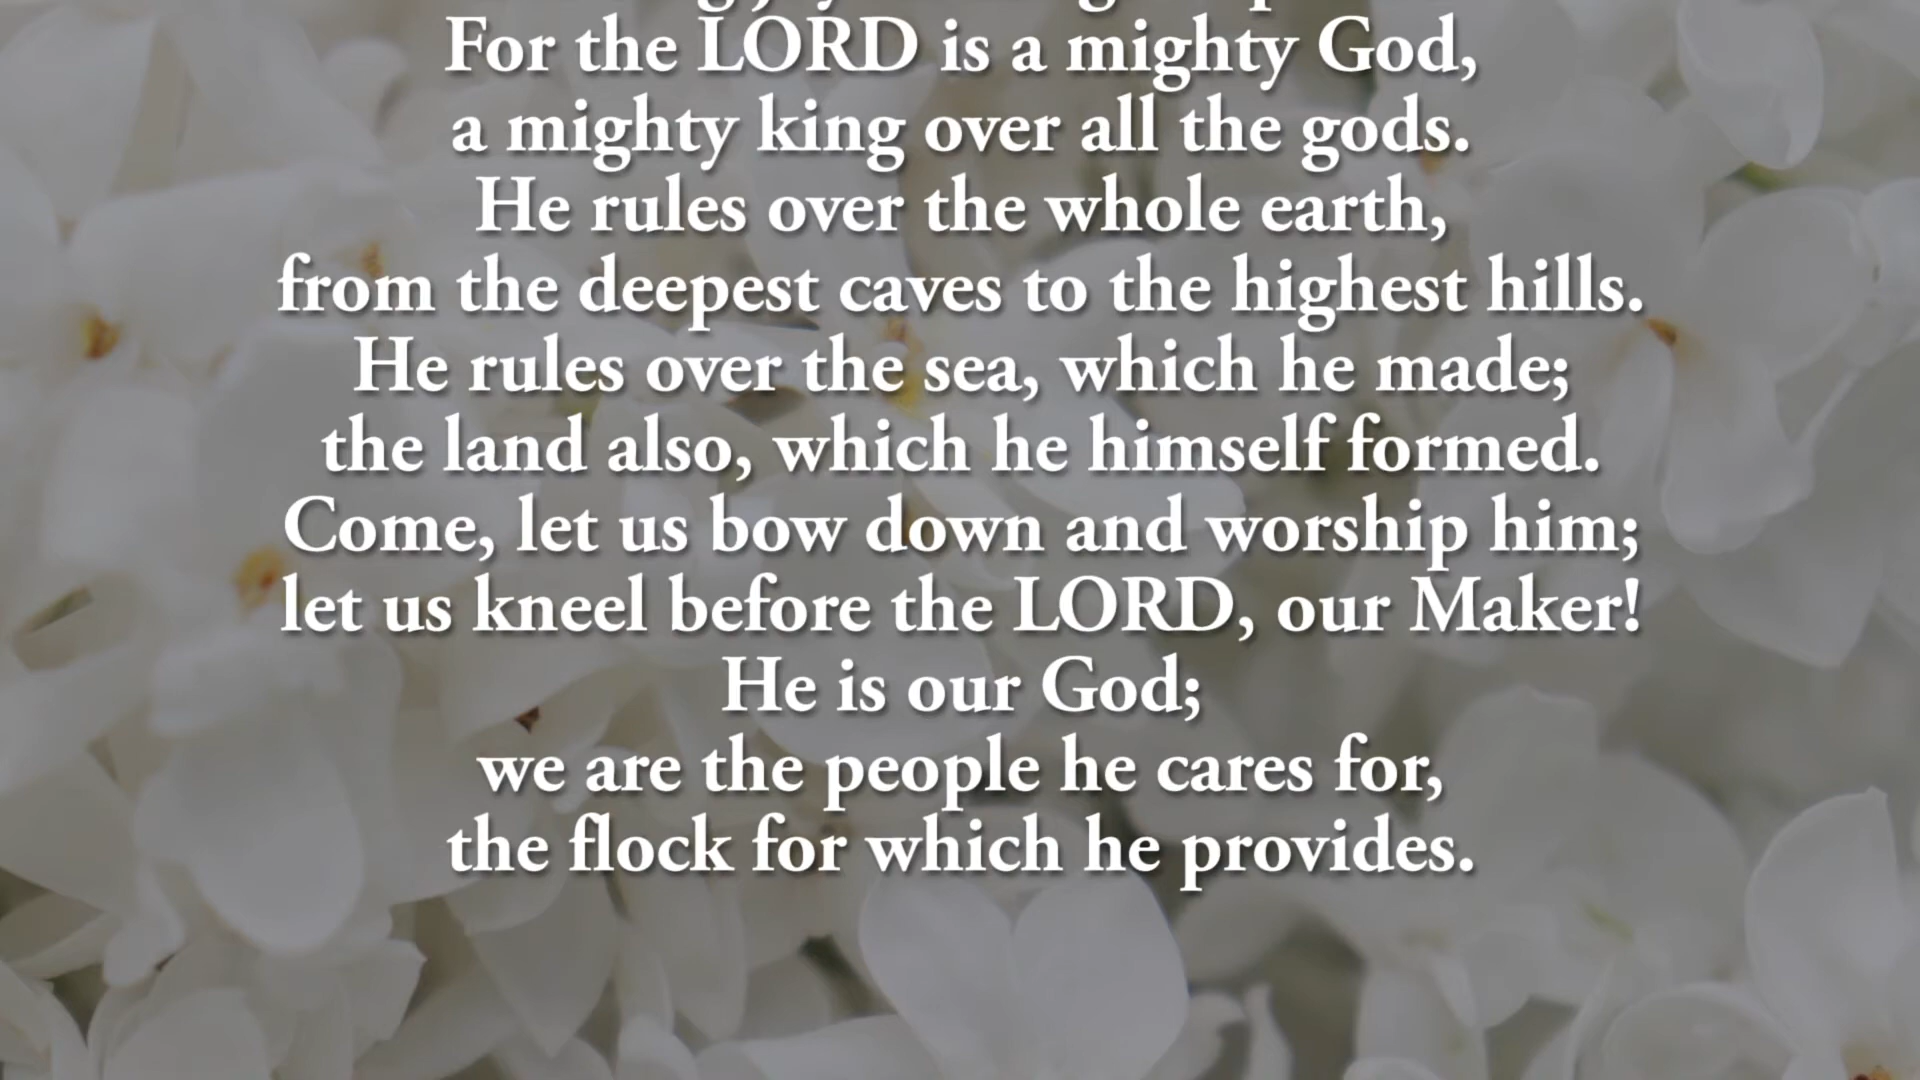 For the LORD is a mighty God,
a mighty king over all the gods.
He rules over the whole earth,
from the deepest caves to the highest hills.
He rules over the sea, which he made;
the land also, which he himself formed.
Come, let us bow down and worship him;
let us kneel before the LORD, our Maker!
He is our God;
we are the people he cares for,
the flock for which he provides.